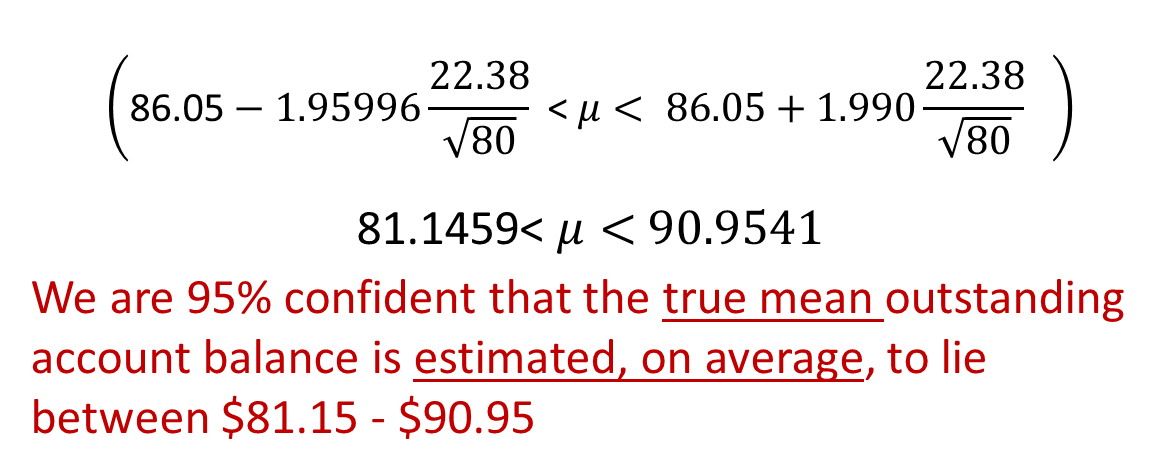 (86.05 − 1.95996 22.38/√80 < μ < 86.05 + 1.990 22.38/√80)
81.1459< μ < 90.9541
We are 95% confident that the true mean outstanding
account balance is estimated, on average, to lie
between $81.15 - $90.95